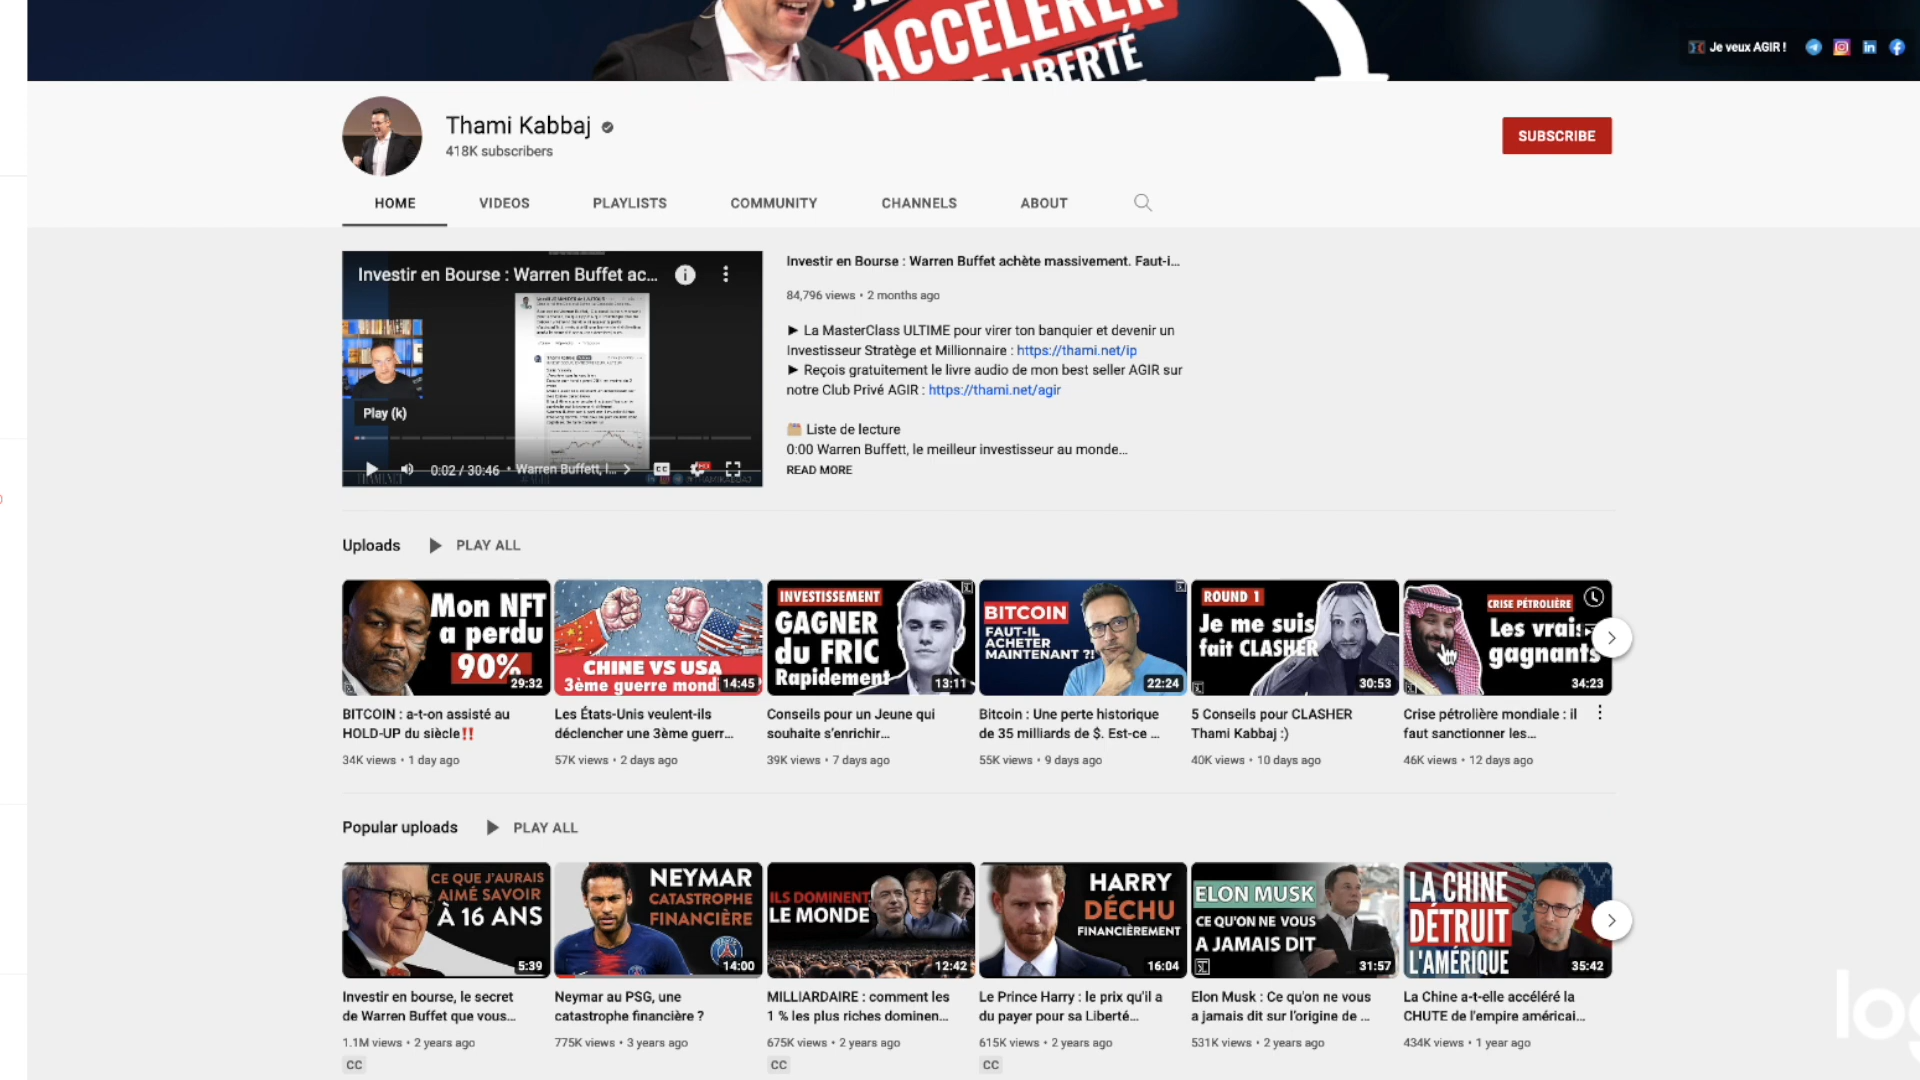 ACCÉLÉRER
LIBERTÉ
Je veux AGIR !
Thami Kabbaj
418K subscribers
SUBSCRIBE
HOME
VIDEOS
PLAYLISTS
COMMUNITY
CHANNELS
ABOUT
Investir en Bourse : Warren Buffet ac...
Play (k)
0:02 / 30:46 • Warren Buffett, l...
CC
HD
Investir en Bourse : Warren Buffet achète massivement. Faut-i...
84,796 views • 2 months ago
► La MasterClass ULTIME pour virer ton banquier et devenir un
Investisseur Stratège et Millionnaire : https://thami.net/ip
► Reçois gratuitement le livre audio de mon best seller AGIR sur
notre Club Privé AGIR : https://thami.net/agir
Liste de lecture
0:00 Warren Buffett, le meilleur investisseur au monde...
READ MORE
Uploads
PLAY ALL
Mon NFT
a perdu
90%
29:32
BITCOIN : a-t-on assisté au
HOLD-UP du siècle‼️
34K views • 1 day ago
CHINE VS USA
3ème guerre mond
14:45
Les États-Unis veulent-ils
déclencher une 3ème guerr...
57K views • 2 days ago
INVESTISSEMENT
GAGNER
du FRIC
Rapidement
13:11
Conseils pour un Jeune qui
souhaite s'enrichir...
39K views • 7 days ago
BITCOIN
FAUT-IL
ACHETER
MAINTENANT ?!
22:24
Bitcoin : Une perte historique
de 35 milliards de $. Est-ce ...
55K views • 9 days ago
ROUND 1
Je me suis
fait CLASHER
30:53
5 Conseils pour CLASHER
Thami Kabbaj :)
40K views • 10 days ago
CRISE PÉTROLIÈRE
Les vrais
gagnants
34:23
Crise pétrolière mondiale : il
faut sanctionner les...
46K views • 12 days ago
Popular uploads
PLAY ALL
CE QUE J'AURAIS
AIMÉ SAVOIR
À 16 ANS
5:39
Investir en bourse, le secret
de Warren Buffet que vous...
1.1M views • 2 years ago
CC
NEYMAR
CATASTROPHE
FINANCIÈRE
14:00
Neymar au PSG, une
catastrophe financière ?
775K views • 3 years ago
ILS DOMINENT
LE MONDE
12:42
MILLIARDAIRE : comment les
1 % les plus riches dominen...
675K views • 2 years ago
CC
HARRY
DÉCHU
FINANCIÈREMENT
16:04
Le Prince Harry : le prix qu'il a
du payer pour sa Liberté...
615K views • 2 years ago
CC
ELON MUSK
CE QU'ON NE VOUS
A JAMAIS DIT
31:57
Elon Musk : Ce qu'on ne vous
a jamais dit sur l'origine de ...
531K views • 2 years ago
LA CHINE
DÉTRUIT
L'AMÉRIQUE
35:42
La Chine a-t-elle accéléré la
CHUTE de l'empire américai...
434K views • 1 year ago